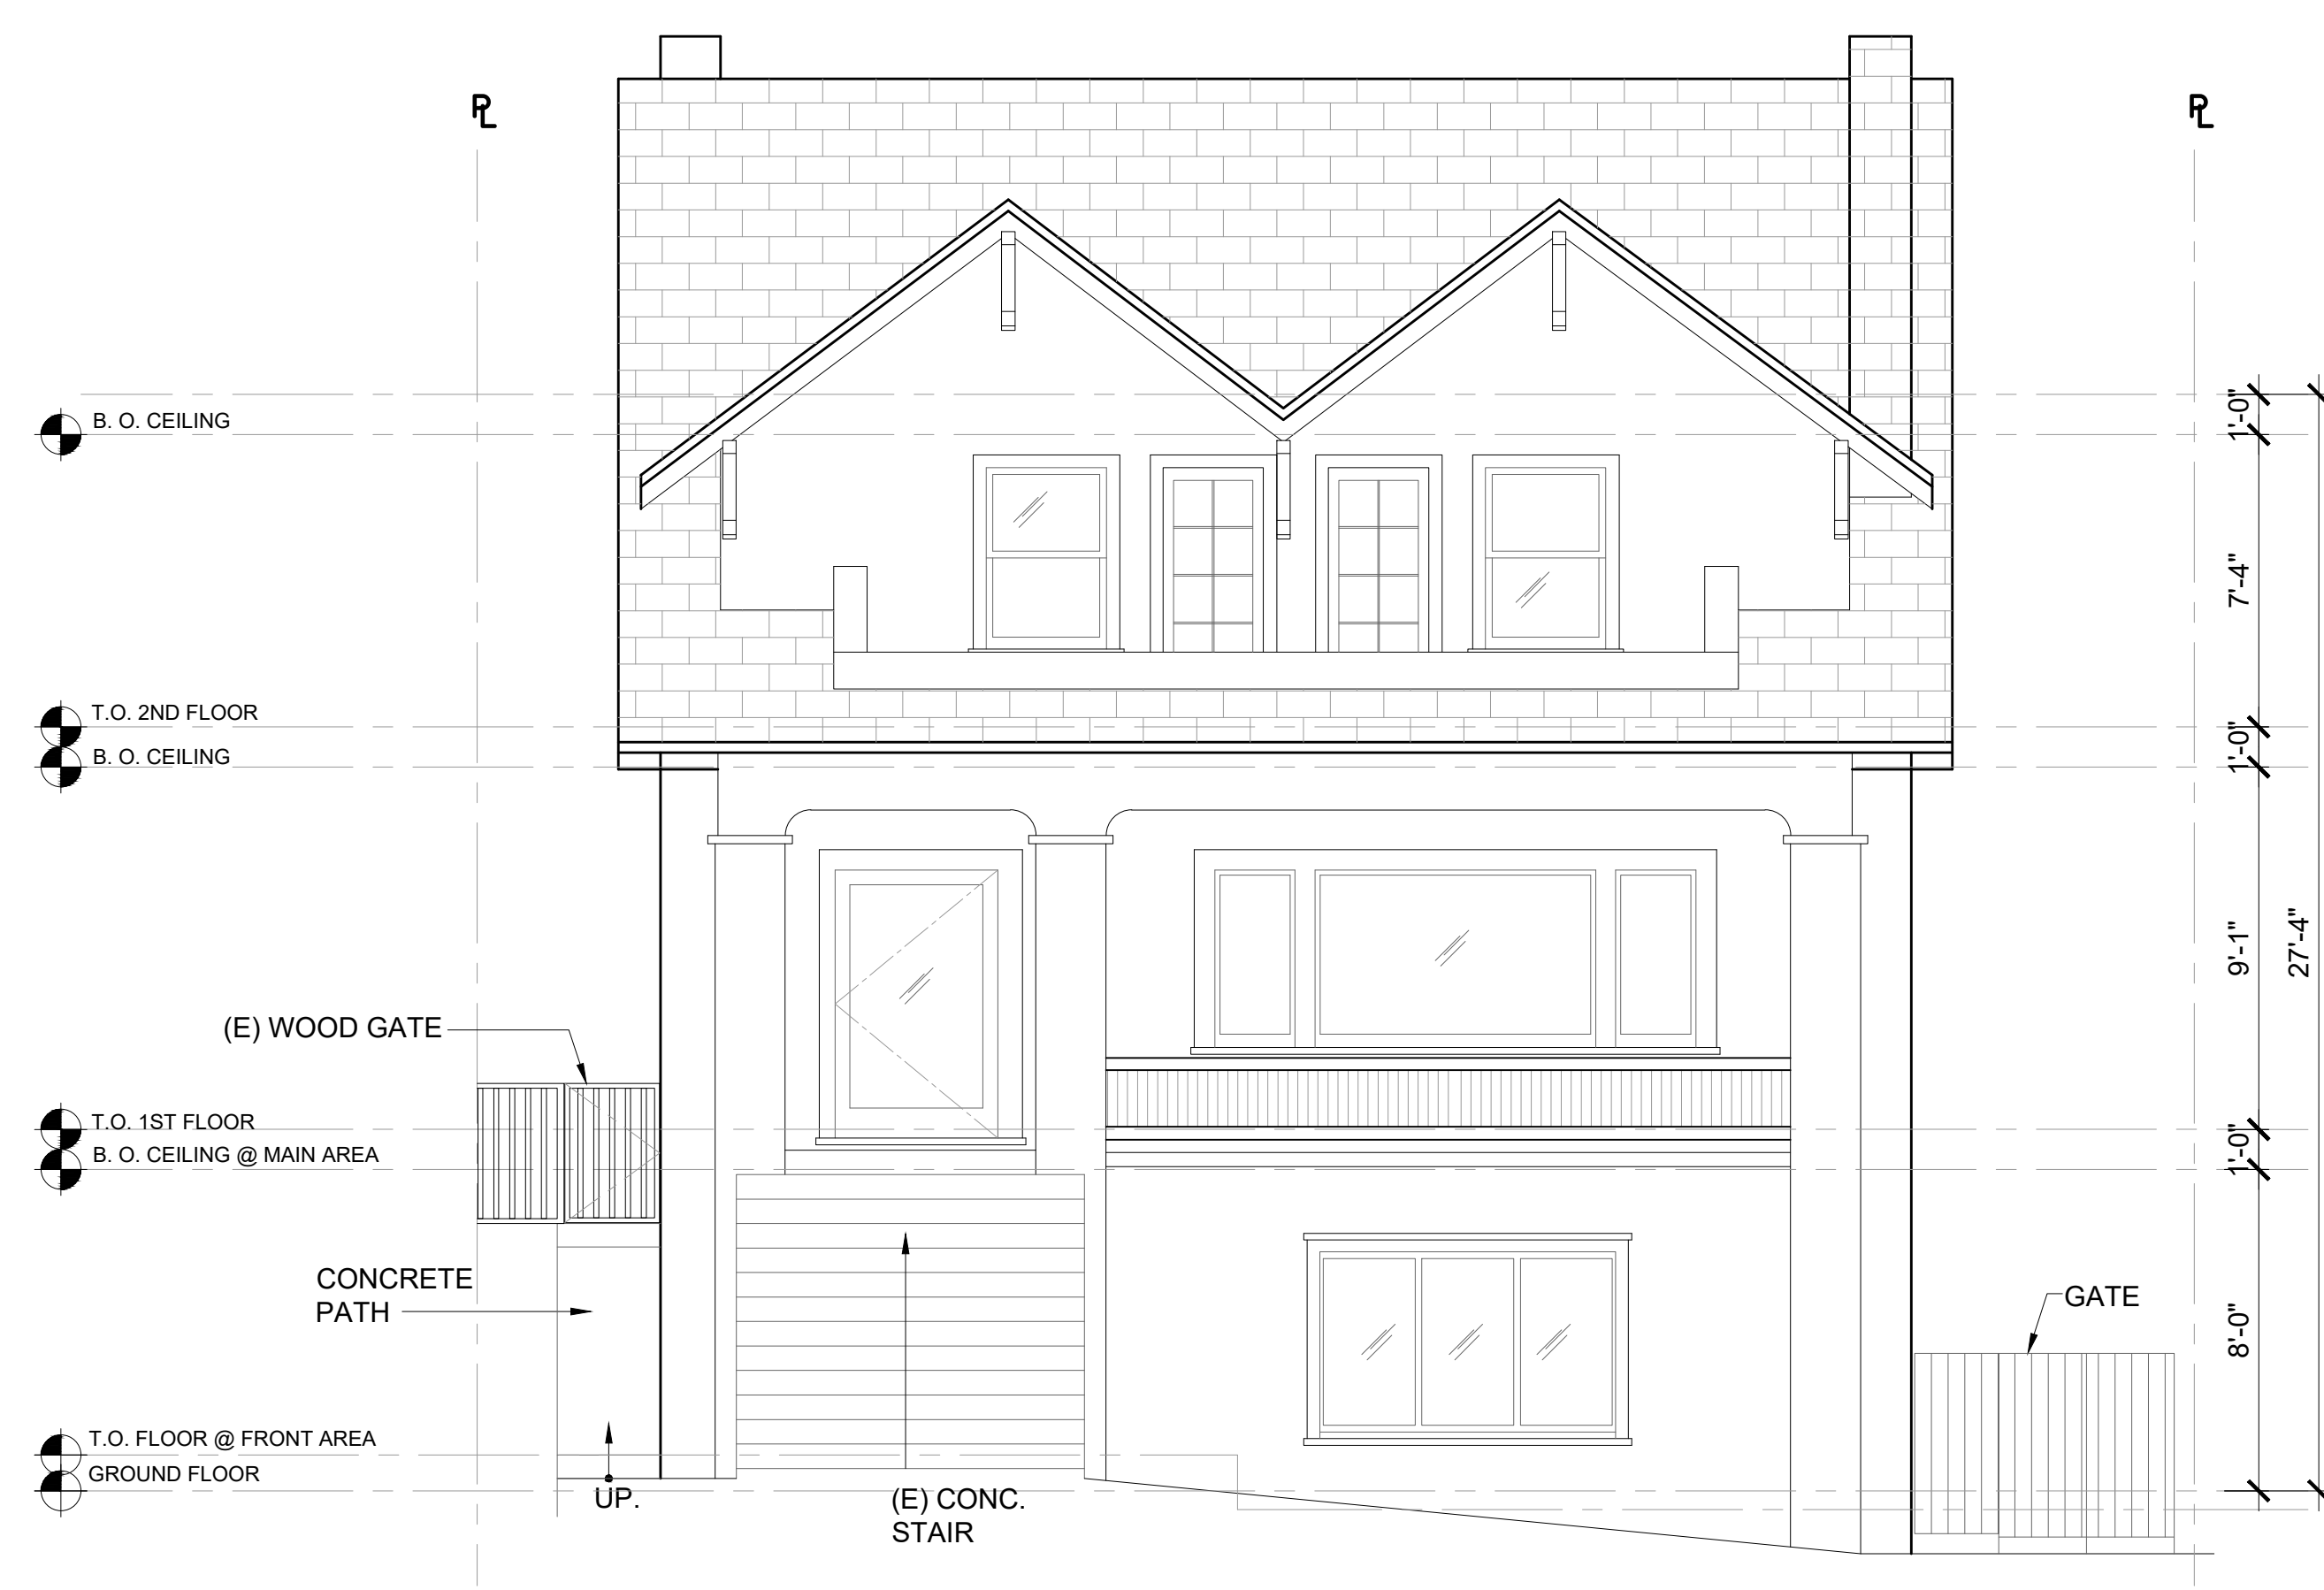 PL
PL
B. O. CEILING
1'-0"
7'-4"
T.O. 2ND FLOOR
1'-0"
B. O. CEILING
9'-1"
27'-4"
(E) WOOD GATE
T.O. 1ST FLOOR
B. O. CEILING @ MAIN AREA
1'-0"
CONCRETE
PATH
GATE
8'-0"
T.O. FLOOR @ FRONT AREA
GROUND FLOOR
UP.
(E) CONC.
STAIR